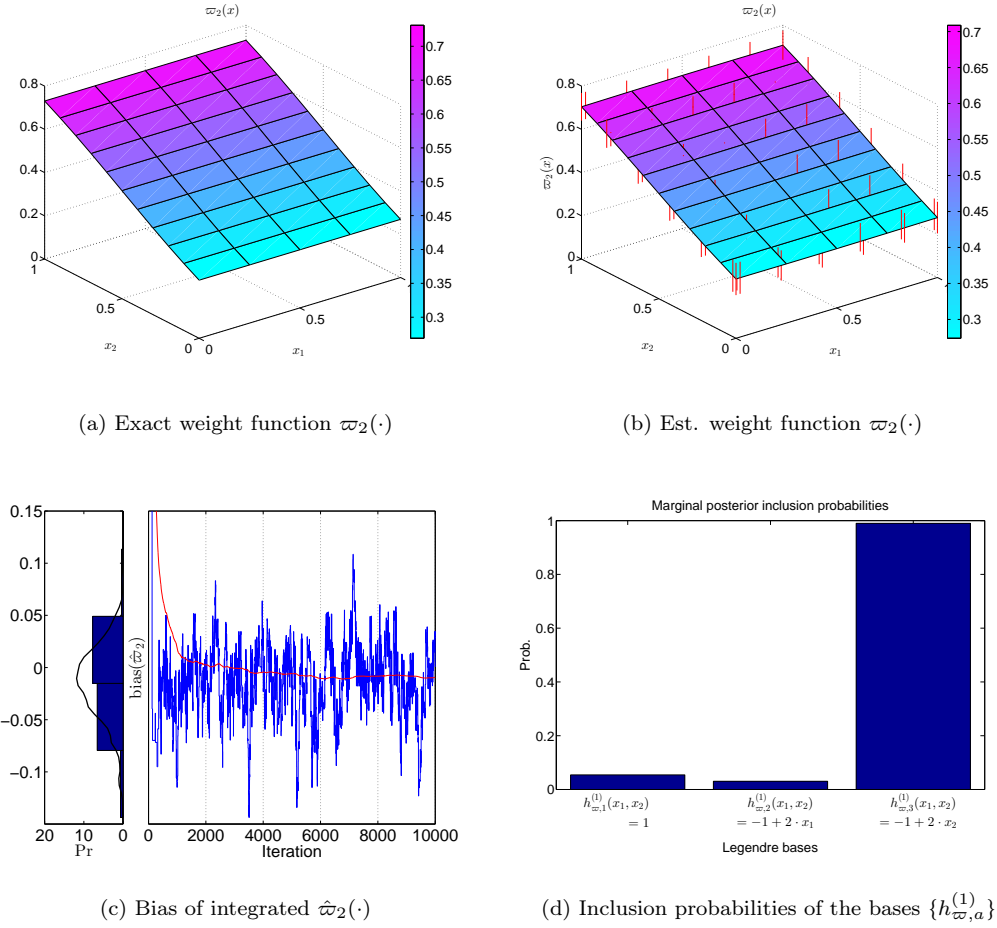 ϖ₂(x)
0.8
0.6
0.4
0.2
0
1
0.5
0
x₂
0
0.5
x₁
0.7
0.65
0.6
0.55
0.5
0.45
0.4
0.35
0.3
(a) Exact weight function ϖ₂(·)
ϖ₂(x)
ϖ₂(x)
0.8
0.6
0.4
0.2
0
1
0.5
0
x₂
0
0.5
x₁
0.7
0.65
0.6
0.55
0.5
0.45
0.4
0.35
0.3
(b) Est. weight function ϖ₂(·)
0.15
0.1
0.05
0
−0.05
−0.1
20 10 0
Pr
bias(ϖ̂₂)
0 2000 4000 6000 8000 10000
Iteration
(c) Bias of integrated ϖ̂₂(·)
Marginal posterior inclusion probabilities
1
0.8
0.6
0.4
0.2
0
Prob.
h_{ϖ,1}^{(1)}(x₁, x₂) h_{ϖ,2}^{(1)}(x₁, x₂) h_{ϖ,3}^{(1)}(x₁, x₂)
= 1 = −1 + 2 · x₁ = −1 + 2 · x₂
Legendre bases
(d) Inclusion probabilities of the bases {h_{ϖ,a}^{(1)}}